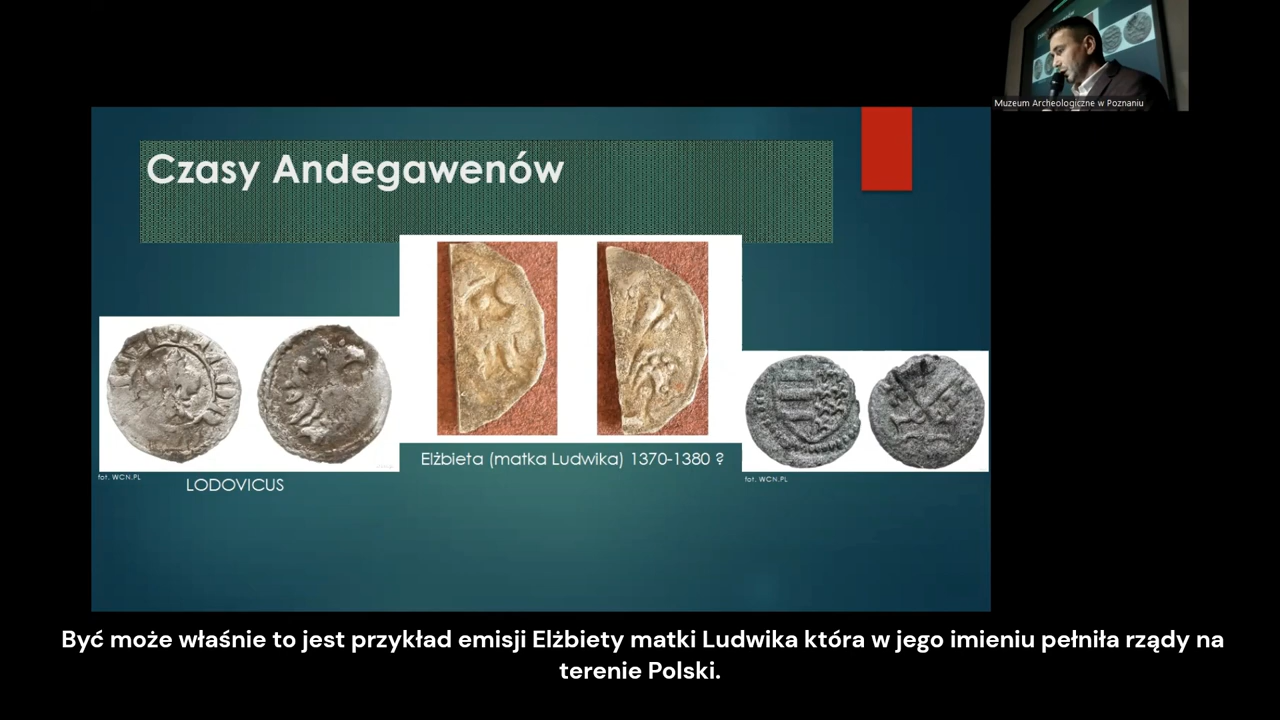 Muzeum Archeologiczne w Poznaniu
Czasy Andegawenów
Elżbieta (matka Ludwika) 1370-1380 ?
fot. WCN.PL
LODOVICUS
fot. WCN.PL
Być może właśnie to jest przykład emisji Elżbiety matki Ludwika która w jego imieniu pełniła rządy na
terenie Polski.